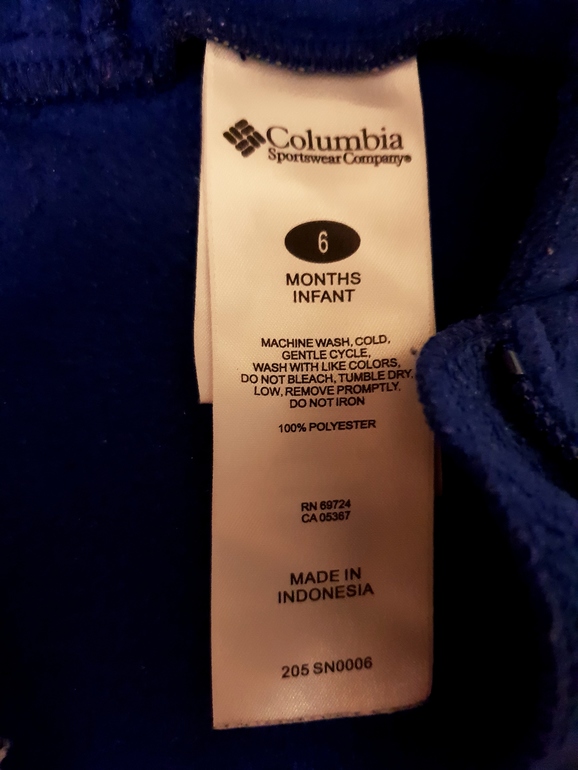 Columbia
Sportswear Company®
6
MONTHS
INFANT
MACHINE WASH, COLD,
GENTLE CYCLE,
WASH WITH LIKE COLORS,
DO NOT BLEACH, TUMBLE DRY,
LOW, REMOVE PROMPTLY.
DO NOT IRON
100% POLYESTER
RN 69724
CA 05367
MADE IN
INDONESIA
205 SN0006